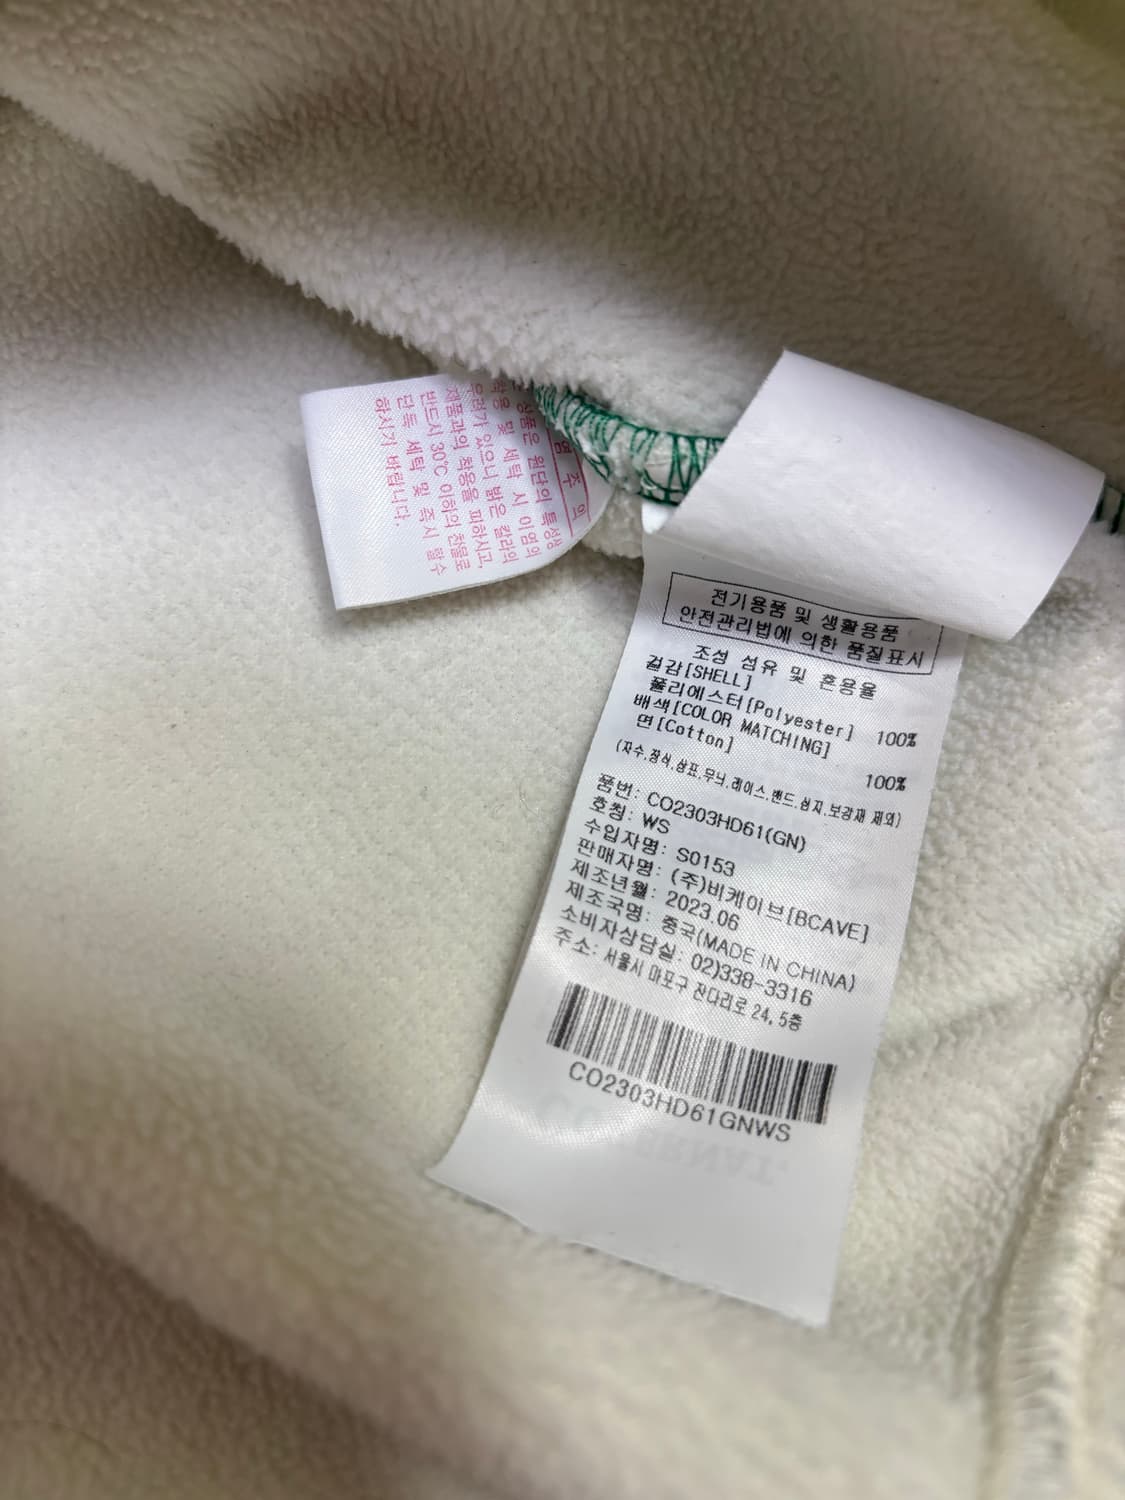 이 염 주 의
상품은 원단의 특성상
착용 및 세탁 시 이염의
우려가 있으니 밝은 칼라의
제품과의 착용을 피하시고,
반드시 30℃ 이하의 찬물로
단독 세탁 및 즉시 탈수
하시기 바랍니다.
전기용품 및 생활용품
안전관리법에 의한 품질표시
조성 섬유 및 혼용율
겉감[SHELL]
폴리에스터[Polyester] 100%
배색[COLOR MATCHING]
면[Cotton] 100%
(자수.장식.상표.무늬.레이스.밴드.심지.보강재 제외)
품번: CO2303HD61(GN)
호칭: WS
수입자명: S0153
판매자명: (주)비케이브[BCAVE]
제조년월: 2023.06
제조국명: 중국(MADE IN CHINA)
소비자상담실: 02)338-3316
주소: 서울시 마포구 잔다리로 24, 5층
CO2303HD61GNWS